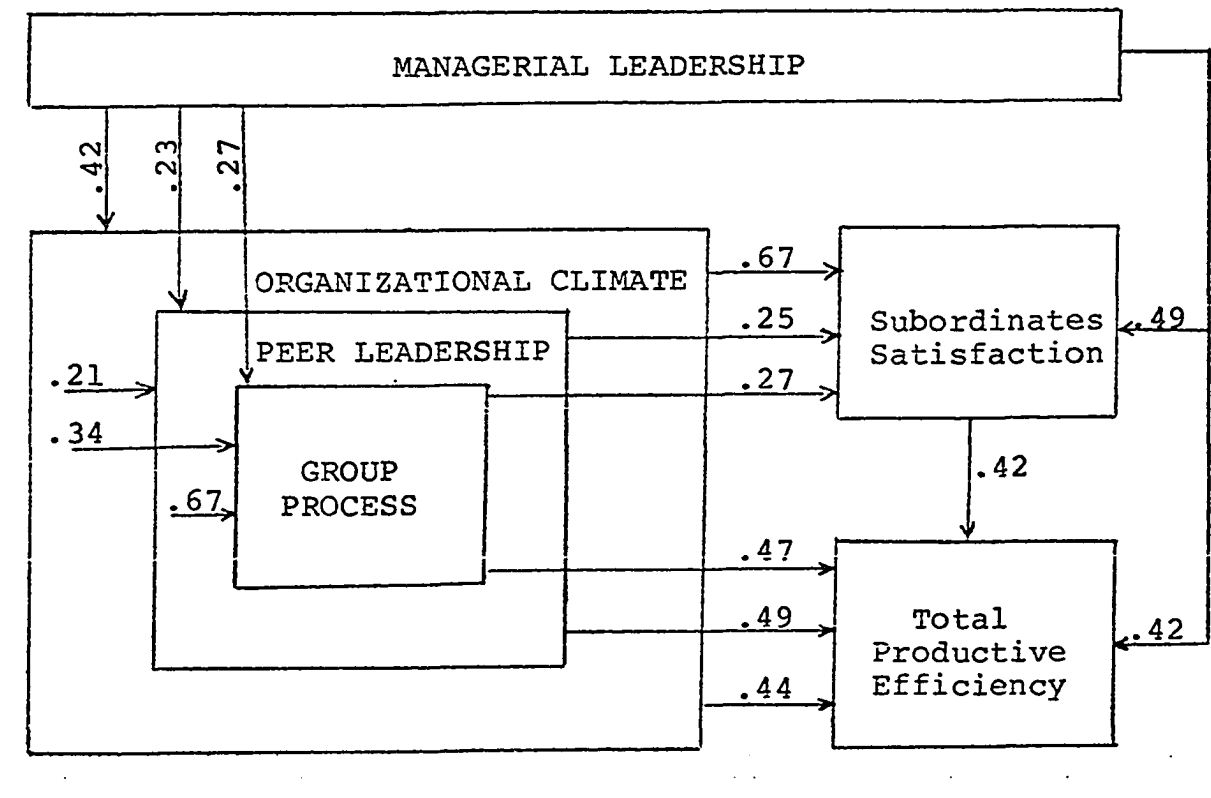 MANAGERIAL LEADERSHIP
.42
.23
.27
ORGANIZATIONAL CLIMATE
.67
.25
Subordinates
Satisfaction
.49
PEER LEADERSHIP
.21
.27
.34
GROUP
PROCESS
.67
.42
.47
.49
Total
Productive
Efficiency
.42
.44